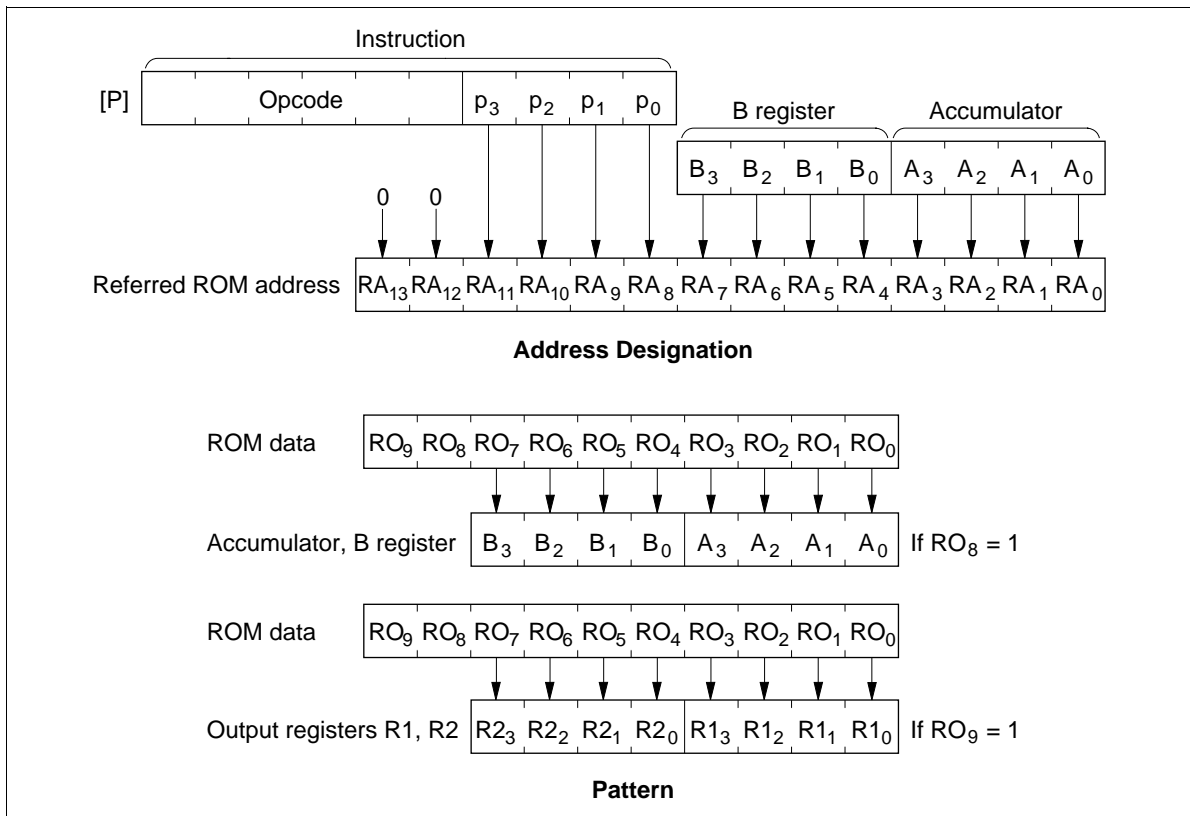 Instruction
[P] Opcode p3 p2 p1 p0
B register Accumulator
B3 B2 B1 B0 A3 A2 A1 A0
0 0
Referred ROM address RA13 RA12 RA11 RA10 RA9 RA8 RA7 RA6 RA5 RA4 RA3 RA2 RA1 RA0
Address Designation
ROM data RO9 RO8 RO7 RO6 RO5 RO4 RO3 RO2 RO1 RO0
Accumulator, B register B3 B2 B1 B0 A3 A2 A1 A0 If RO8 = 1
ROM data RO9 RO8 RO7 RO6 RO5 RO4 RO3 RO2 RO1 RO0
Output registers R1, R2 R23 R22 R21 R20 R13 R12 R11 R10 If RO9 = 1
Pattern